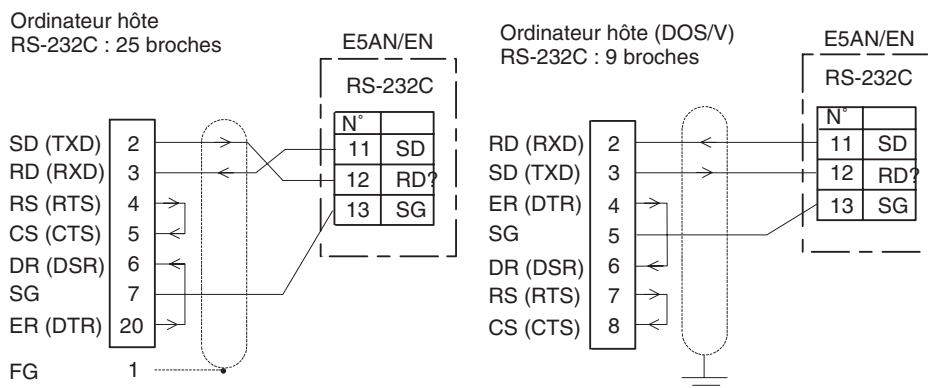 Ordinateur hôte
RS-232C : 25 broches
E5AN/EN
RS-232C
N°
SD (TXD) 2
11 SD
RD (RXD) 3
12 RD?
RS (RTS) 4
13 SG
CS (CTS) 5
DR (DSR) 6
SG 7
ER (DTR) 20
FG 1
Ordinateur hôte (DOS/V)
RS-232C : 9 broches
E5AN/EN
RS-232C
N°
RD (RXD) 2
11 SD
SD (TXD) 3
12 RD?
ER (DTR) 4
13 SG
SG 5
DR (DSR) 6
RS (RTS) 7
CS (CTS) 8